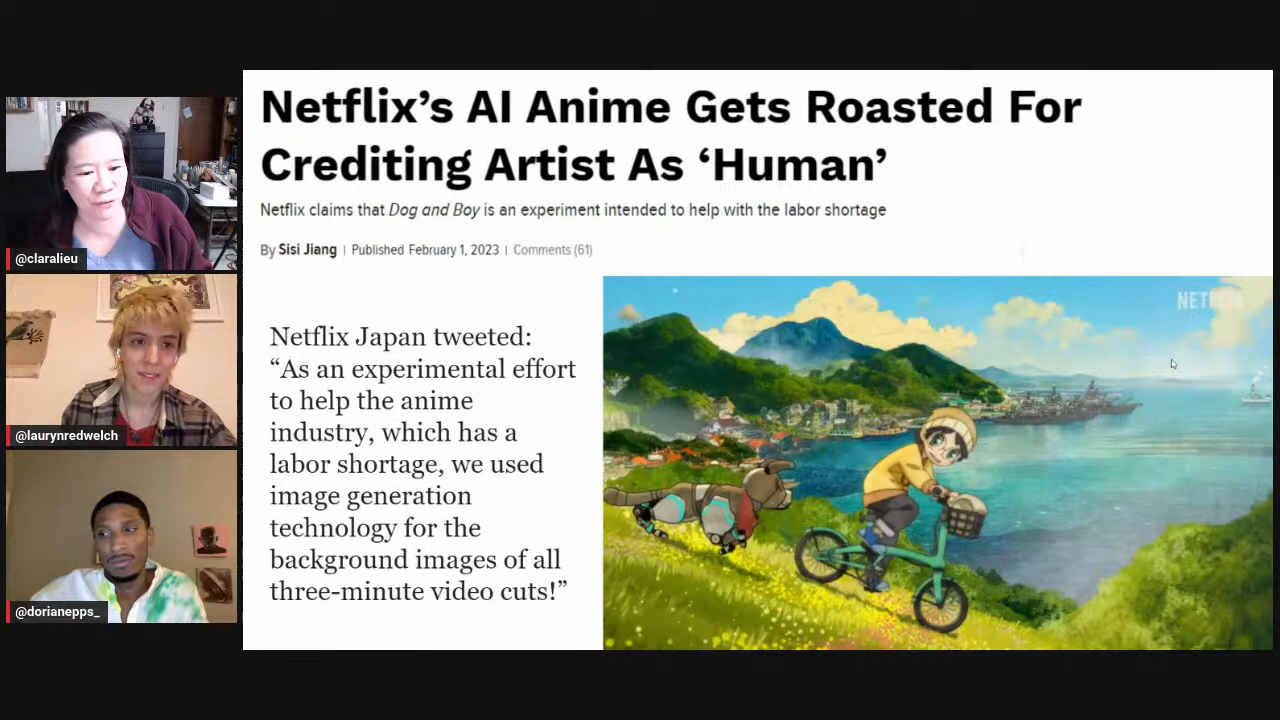 Netflix's AI Anime Gets Roasted For
Crediting Artist As ‘Human’
Netflix claims that Dog and Boy is an experiment intended to help with the labor shortage
By Sisi Jiang | Published February 1, 2023 | Comments (61)
Netflix Japan tweeted:
“As an experimental effort
to help the anime
industry, which has a
labor shortage, we used
image generation
technology for the
background images of all
three-minute video cuts!”
NETFLIX
@claralieu
@laurynredwelch
@dorianepps_